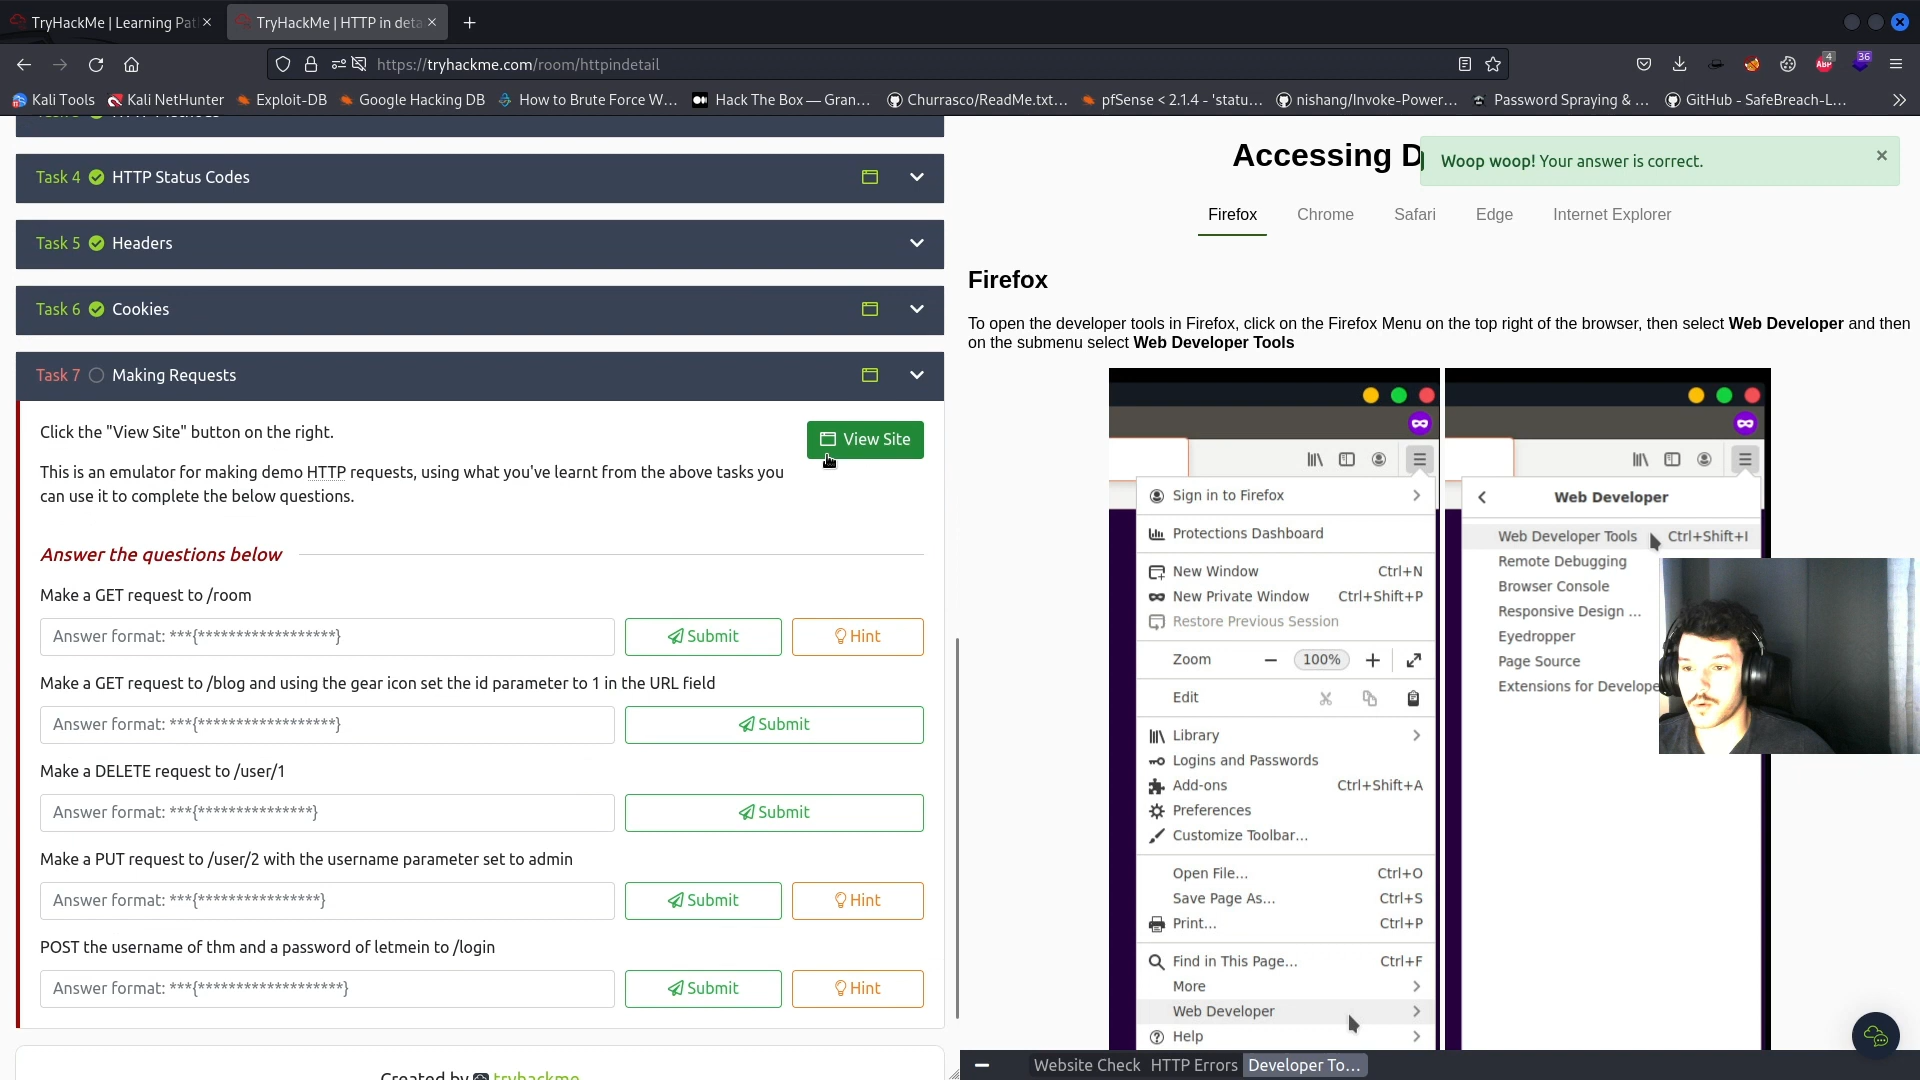 TryHackMe | Learning Pat
TryHackMe | HTTP in deta
https://tryhackme.com/room/httpindetail
4
36
Kali Tools
Kali NetHunter
Exploit-DB
Google Hacking DB
How to Brute Force W...
Hack The Box — Gran...
Churrasco/ReadMe.txt...
pfSense < 2.1.4 - 'statu...
nishang/Invoke-Power...
Password Spraying & ...
GitHub - SafeBreach-L...
Task 4 HTTP Status Codes
Task 5 Headers
Task 6 Cookies
Task 7 Making Requests
Click the "View Site" button on the right.
View Site
This is an emulator for making demo HTTP requests, using what you've learnt from the above tasks you
can use it to complete the below questions.
Answer the questions below
Make a GET request to /room
Answer format: ***{******************}
Submit
Hint
Make a GET request to /blog and using the gear icon set the id parameter to 1 in the URL field
Answer format: ***{******************}
Submit
Make a DELETE request to /user/1
Answer format: ***{***************}
Submit
Make a PUT request to /user/2 with the username parameter set to admin
Answer format: ***{****************}
Submit
Hint
POST the username of thm and a password of letmein to /login
Answer format: ***{*******************}
Submit
Hint
Created by tryhackme
Accessing D
Woop woop! Your answer is correct.
Firefox
Chrome
Safari
Edge
Internet Explorer
Firefox
To open the developer tools in Firefox, click on the Firefox Menu on the top right of the browser, then select Web Developer and then
on the submenu select Web Developer Tools
Sign in to Firefox
Protections Dashboard
New Window Ctrl+N
New Private Window Ctrl+Shift+P
Restore Previous Session
Zoom 100%
Edit
Library
Logins and Passwords
Add-ons Ctrl+Shift+A
Preferences
Customize Toolbar...
Open File... Ctrl+O
Save Page As... Ctrl+S
Print... Ctrl+P
Find in This Page... Ctrl+F
More
Web Developer
Help
Web Developer
Web Developer Tools Ctrl+Shift+I
Remote Debugging
Browser Console
Responsive Design ...
Eyedropper
Page Source
Extensions for Develope
Website Check
HTTP Errors
Developer To...